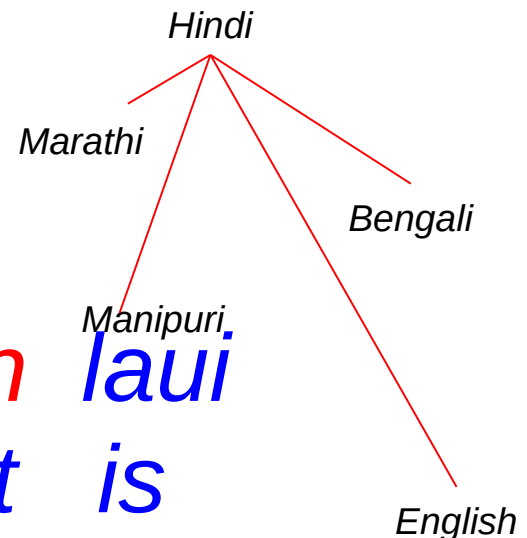 Hindi
Marathi
Bengali
Manipuri
n laui
t is
English